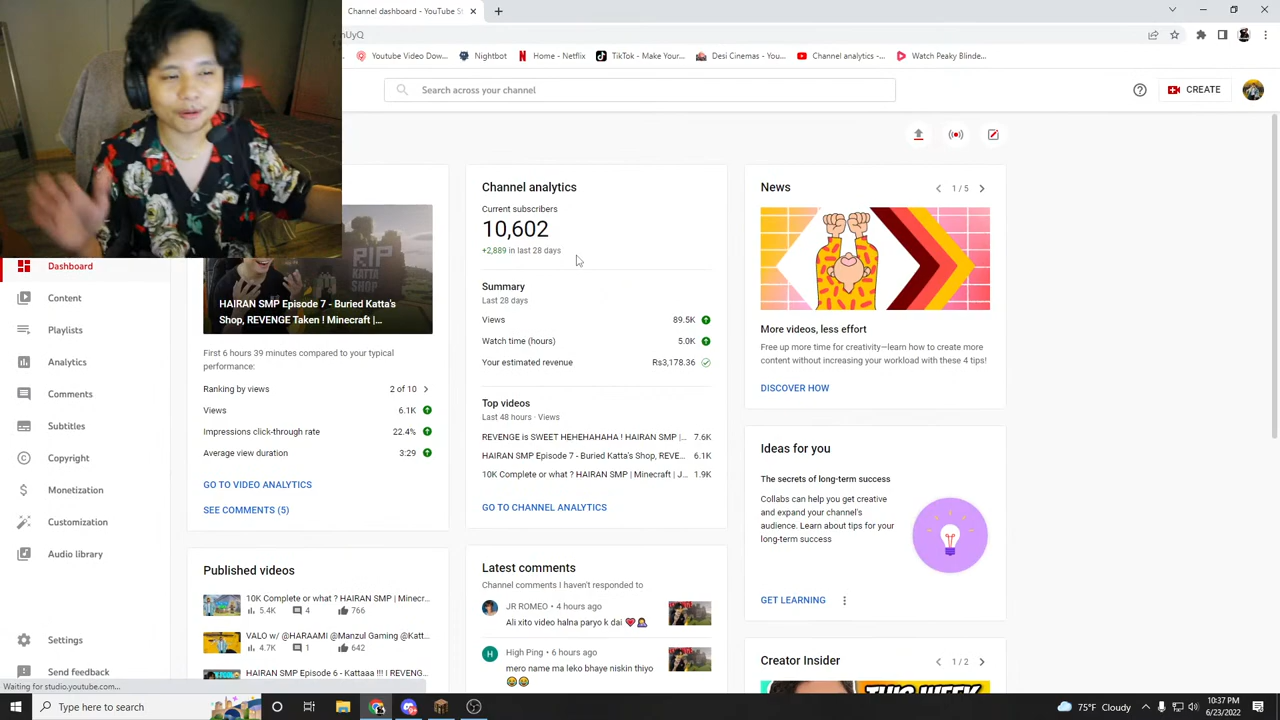 Channel dashboard - YouTube St
nUyQ
Youtube Video Dow...
Nightbot
Home - Netflix
TikTok - Make Your...
Desi Cinemas - You...
Channel analytics -...
Watch Peaky Blinde...
Search across your channel
CREATE
Dashboard
Content
Playlists
Analytics
Comments
Subtitles
Copyright
Monetization
Customization
Audio library
Settings
Send feedback
RIP
KATTA
SHOP
HAIRAN SMP Episode 7 - Buried Katta's
Shop, REVENGE Taken ! Minecraft |...
First 6 hours 39 minutes compared to your typical
performance:
Ranking by views 2 of 10
Views 6.1K
Impressions click-through rate 22.4%
Average view duration 3:29
GO TO VIDEO ANALYTICS
SEE COMMENTS (5)
Published videos
10K Complete or what ? HAIRAN SMP | Minecr...
5.4K 4 766
VALO w/ @HARAAMI @Manzul Gaming @Katt...
4.7K 1 642
HAIRAN SMP Episode 6 - Kattaaa !!! I REVENG...
Channel analytics
Current subscribers
10,602
+2,889 in last 28 days
Summary
Last 28 days
Views 89.5K
Watch time (hours) 5.0K
Your estimated revenue Rs3,178.36
Top videos
Last 48 hours · Views
REVENGE is SWEET HEHEHAHAHA ! HAIRAN SMP |... 7.6K
HAIRAN SMP Episode 7 - Buried Katta's Shop, REVE... 6.1K
10K Complete or what ? HAIRAN SMP | Minecraft | J... 1.9K
GO TO CHANNEL ANALYTICS
Latest comments
Channel comments I haven't responded to
JR ROMEO • 4 hours ago
Ali xito video halna paryo k dai
H
High Ping • 6 hours ago
mero name ma leko bhaye niskin thiyo
News
1 / 5
More videos, less effort
Free up more time for creativity—learn how to create more
content without increasing your workload with these 4 tips!
DISCOVER HOW
Ideas for you
The secrets of long-term success
Collabs can help you get creative
and expand your channel's
audience. Learn about tips for your
long-term success
GET LEARNING
Creator Insider
1 / 2
THIS WEEK
Waiting for studio.youtube.com...
Type here to search
75°F Cloudy
10:37 PM
6/23/2022